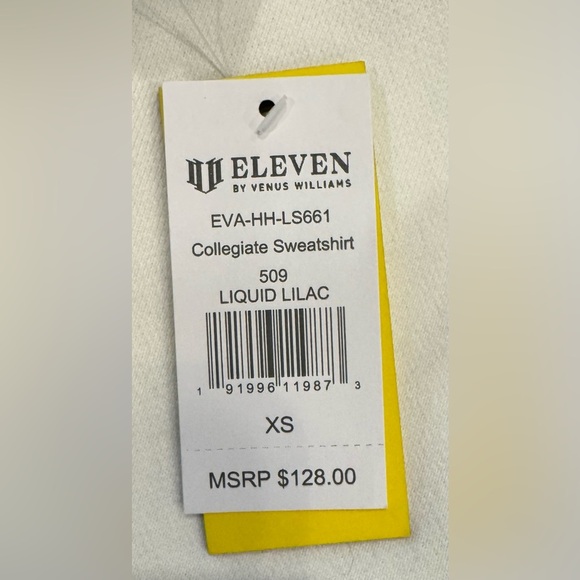 ELEVEN
BY VENUS WILLIAMS
EVA-HH-LS661
Collegiate Sweatshirt
509
LIQUID LILAC
1 91996 11987 3
XS
MSRP $128.00